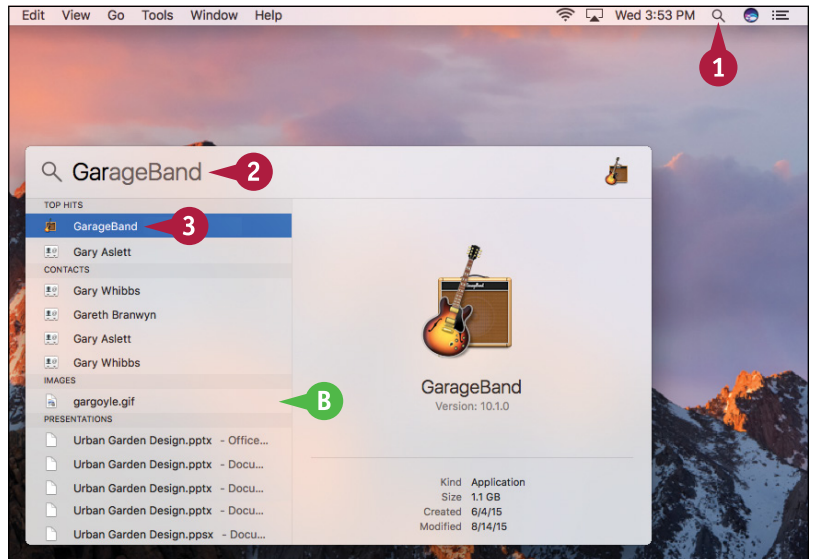 Edit View Go Tools Window Help Wed 3:53 PM
1
GarageBand 2
TOP HITS
GarageBand 3
Gary Aslett
CONTACTS
Gary Whibbs
Gareth Branwyn
Gary Aslett
Gary Whibbs
IMAGES
gargoyle.gif B
PRESENTATIONS
Urban Garden Design.pptx - Office...
Urban Garden Design.pptx - Docu...
Urban Garden Design.pptx - Docu...
Urban Garden Design.pptx - Docu...
Urban Garden Design.ppsx - Docu...
GarageBand
Version: 10.1.0
Kind Application
Size 1.1 GB
Created 6/4/15
Modified 8/14/15